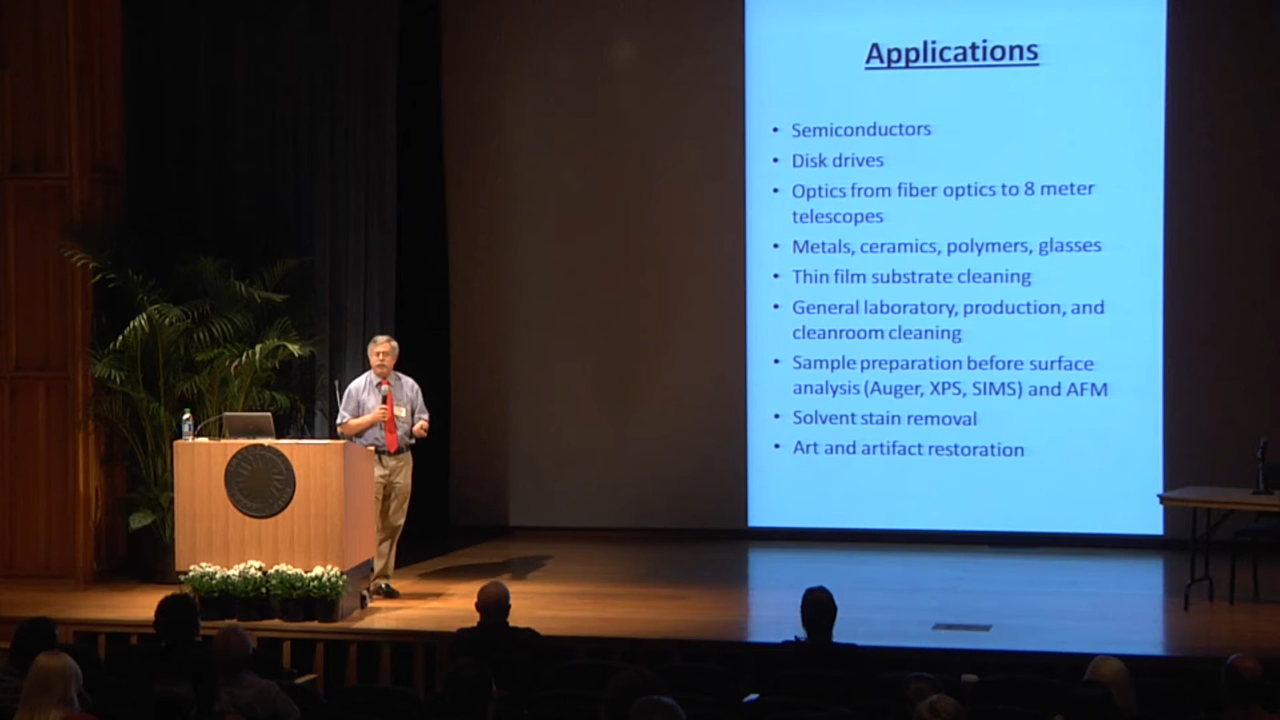 Applications
• Semiconductors
• Disk drives
• Optics from fiber optics to 8 meter
telescopes
• Metals, ceramics, polymers, glasses
• Thin film substrate cleaning
• General laboratory, production, and
cleanroom cleaning
• Sample preparation before surface
analysis (Auger, XPS, SIMS) and AFM
• Solvent stain removal
• Art and artifact restoration